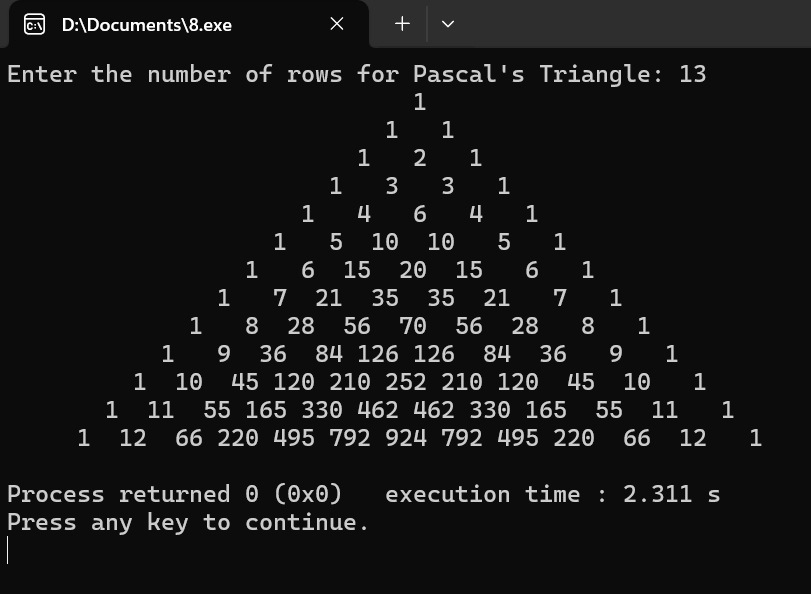 D:\Documents\8.exe
Enter the number of rows for Pascal's Triangle: 13
                             1
                           1   1
                         1   2   1
                       1   3   3   1
                     1   4   6   4   1
                   1   5  10  10   5   1
                 1   6  15  20  15   6   1
               1   7  21  35  35  21   7   1
             1   8  28  56  70  56  28   8   1
           1   9  36  84 126 126  84  36   9   1
         1  10  45 120 210 252 210 120  45  10   1
       1  11  55 165 330 462 462 330 165  55  11   1
     1  12  66 220 495 792 924 792 495 220  66  12   1
Process returned 0 (0x0)   execution time : 2.311 s
Press any key to continue.